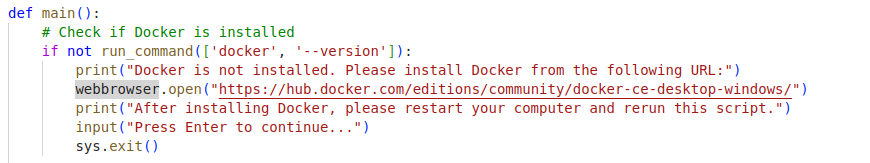 def main():
    # Check if Docker is installed
    if not run_command(['docker', '--version']):
        print("Docker is not installed. Please install Docker from the following URL:")
        webbrowser.open("https://hub.docker.com/editions/community/docker-ce-desktop-windows/")
        print("After installing Docker, please restart your computer and rerun this script.")
        input("Press Enter to continue...")
        sys.exit()